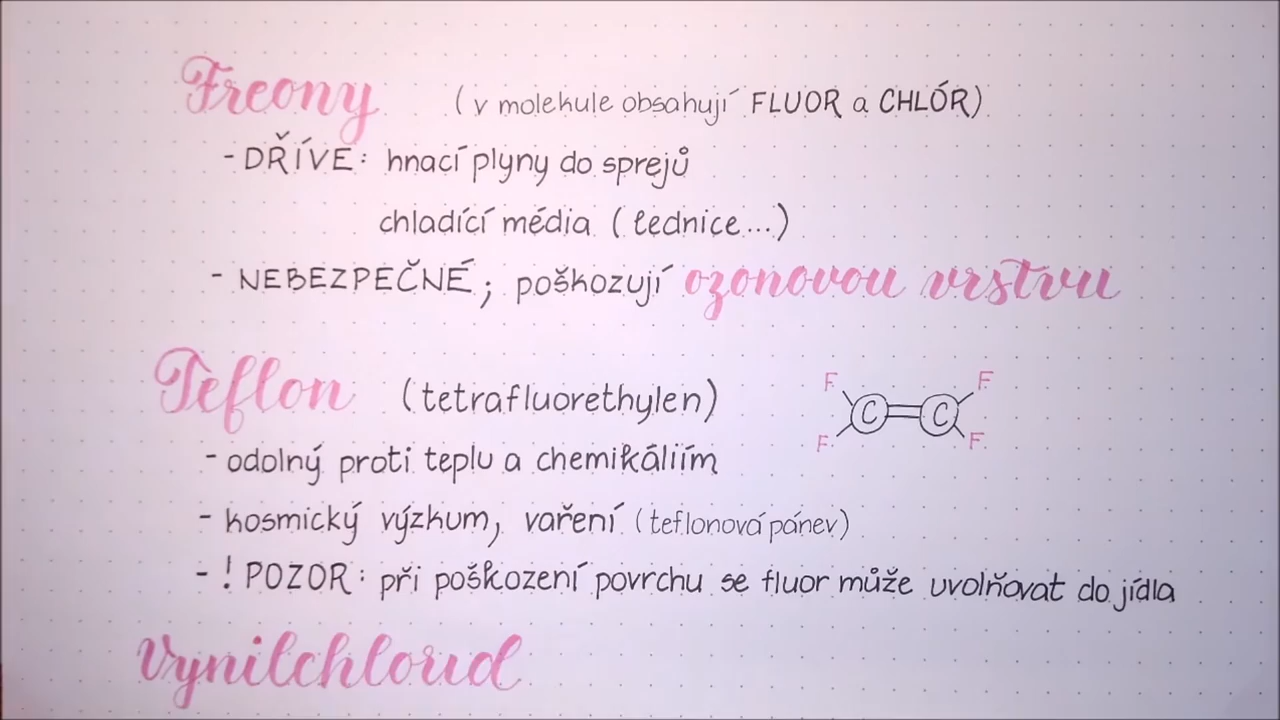 Freony (v molekule obsahují FLUOR a CHLÓR)
- DŘÍVE: hnací plyny do sprejů
chladící média (lednice...)
- NEBEZPEČNÉ; poškozují ozonovou vrstvu
Teflon (tetrafluorethylen)
F F
C = C
F F
- odolný proti teplu a chemikáliím
- kosmický výzkum, vaření (teflonová pánev)
- ! POZOR: při poškození povrchu se fluor může uvolňovat do jídla
Vynilchlorid